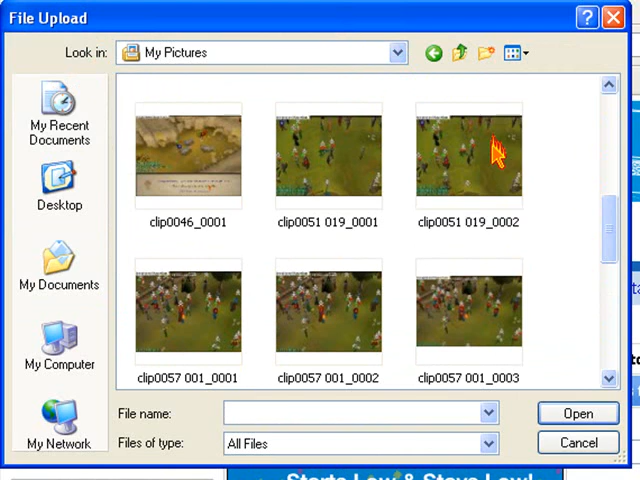 File Upload
Look in:
My Pictures
My Recent
Documents
Desktop
My Documents
My Computer
My Network
clip0046_0001
clip0051 019_0001
clip0051 019_0002
clip0057 001_0001
clip0057 001_0002
clip0057 001_0003
File name:
Open
Files of type:
All Files
Cancel
Starts Low & Stays Low!